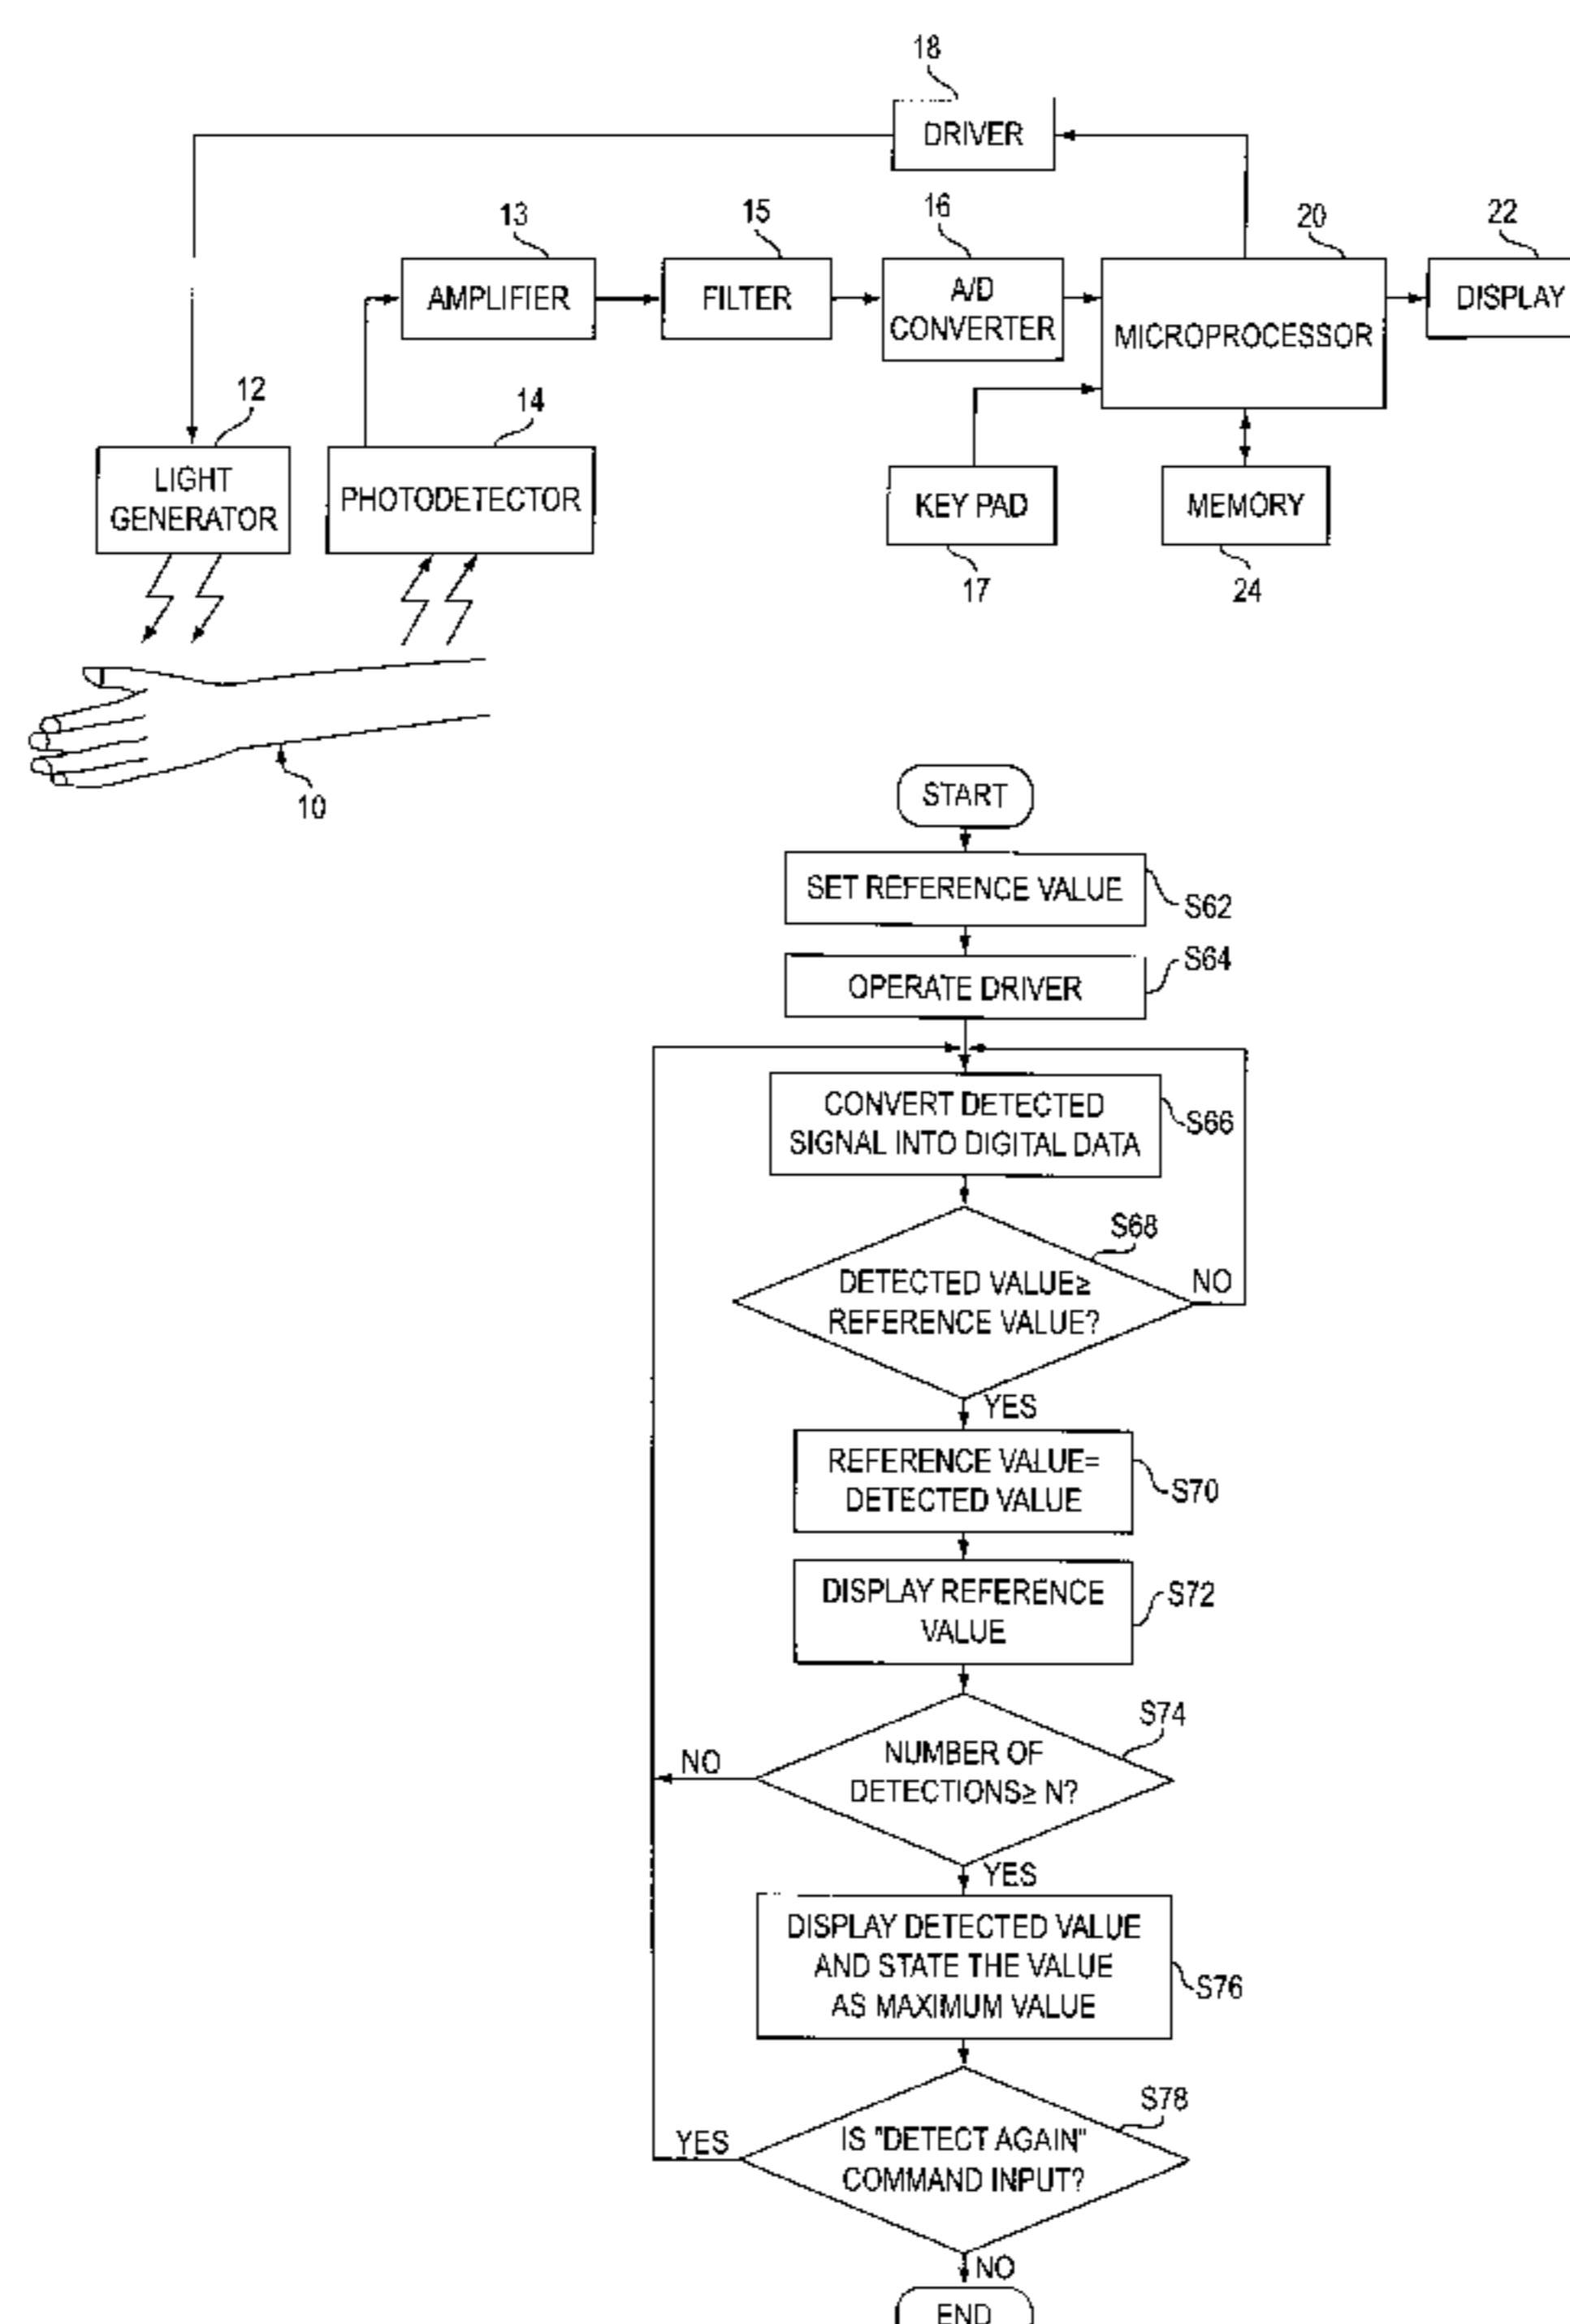 18
DRIVER
13
15
16
20
22
AMPLIFIER
FILTER
A/D
CONVERTER
MICROPROCESSOR
DISPLAY
12
14
LIGHT
GENERATOR
PHOTODETECTOR
KEY PAD
MEMORY
17
24
10
START
SET REFERENCE VALUE
S62
OPERATE DRIVER
S64
CONVERT DETECTED
SIGNAL INTO DIGITAL DATA
S66
S68
DETECTED VALUE≥
REFERENCE VALUE?
NO
YES
REFERENCE VALUE=
DETECTED VALUE
S70
DISPLAY REFERENCE
VALUE
S72
S74
NUMBER OF
DETECTIONS≥ N?
NO
YES
DISPLAY DETECTED VALUE
AND STATE THE VALUE
AS MAXIMUM VALUE
S76
S78
IS "DETECT AGAIN"
COMMAND INPUT?
YES
NO
END